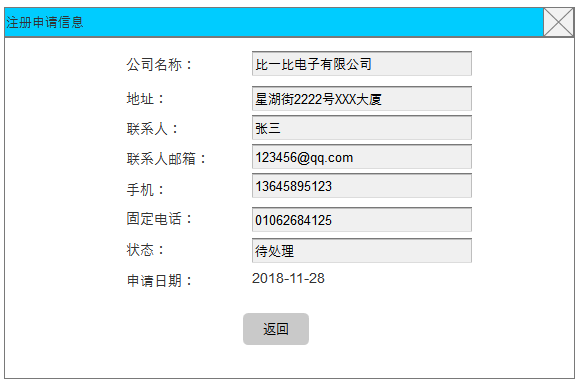 注册申请信息
公司名称： 比一比电子有限公司
地址： 星湖街2222号XXX大厦
联系人： 张三
联系人邮箱： 123456@qq.com
手机： 13645895123
固定电话： 01062684125
状态： 待处理
申请日期： 2018-11-28
返回